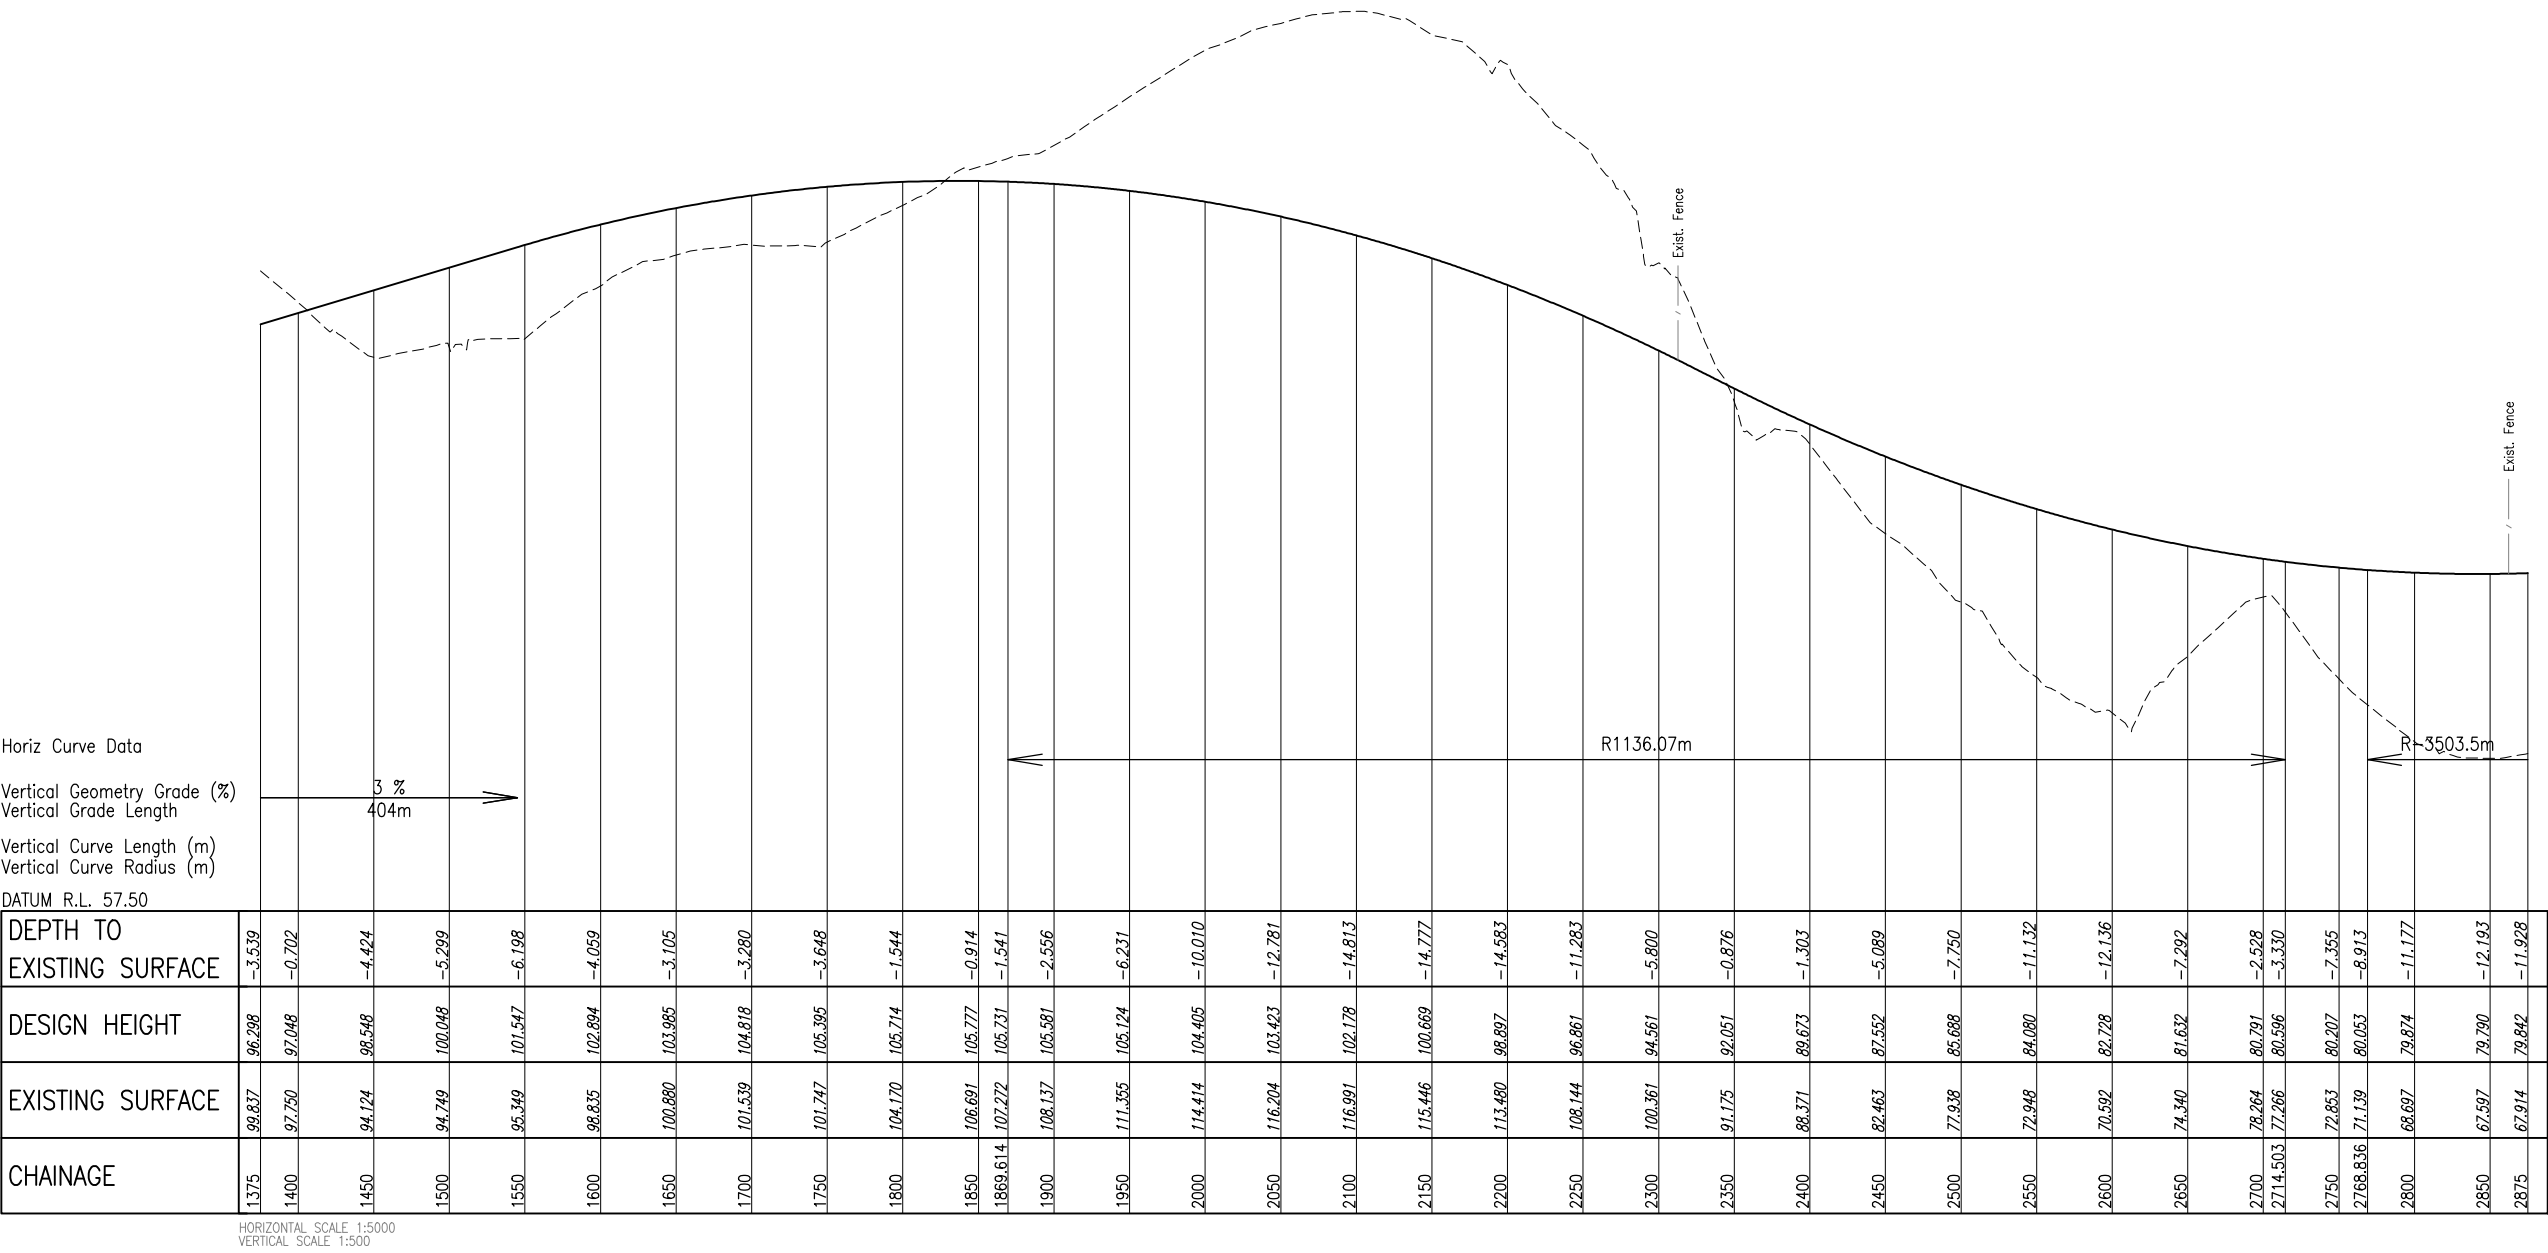 Exist. Fence
Exist. Fence
Horiz Curve Data
R1136.07m
R-3503.5m
Vertical Geometry Grade (%)
3 %
Vertical Grade Length
404m
Vertical Curve Length (m)
Vertical Curve Radius (m)
DATUM R.L. 57.50
DEPTH TO
EXISTING SURFACE
-3.539 -0.702 -4.424 -5.299 -6.198 -4.059 -3.105 -3.280 -3.648 -1.544 -0.914 -1.541 -2.556 -6.231 -10.010 -12.781 -14.813 -14.777 -14.583 -11.283 -5.800 -0.876 -1.303 -5.089 -7.750 -11.132 -12.136 -7.292 -2.528 -3.330 -7.355 -8.913 -11.177 -12.193 -11.928
DESIGN HEIGHT
96.298 97.048 98.548 100.048 101.547 102.894 103.985 104.818 105.395 105.714 105.777 105.731 105.581 105.124 104.405 103.423 102.178 100.669 98.897 96.861 94.561 92.051 89.673 87.552 85.688 84.080 82.728 81.632 80.791 80.596 80.207 80.053 79.874 79.790 79.842
EXISTING SURFACE
99.837 97.750 94.124 94.749 95.349 98.835 100.880 101.539 101.747 104.170 106.691 107.272 108.137 111.355 114.414 116.204 116.991 115.446 113.480 108.144 100.361 91.175 88.371 82.463 77.938 72.948 70.592 74.340 78.264 77.266 72.853 71.139 68.697 67.597 67.914
CHAINAGE
1375 1400 1450 1500 1550 1600 1650 1700 1750 1800 1850 1869.614 1900 1950 2000 2050 2100 2150 2200 2250 2300 2350 2400 2450 2500 2550 2600 2650 2700 2714.503 2750 2768.836 2800 2850 2875
HORIZONTAL SCALE 1:5000
VERTICAL SCALE 1:500